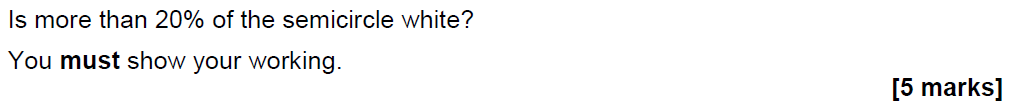 Is more than 20% of the semicircle white?
You must show your working.
[5 marks]